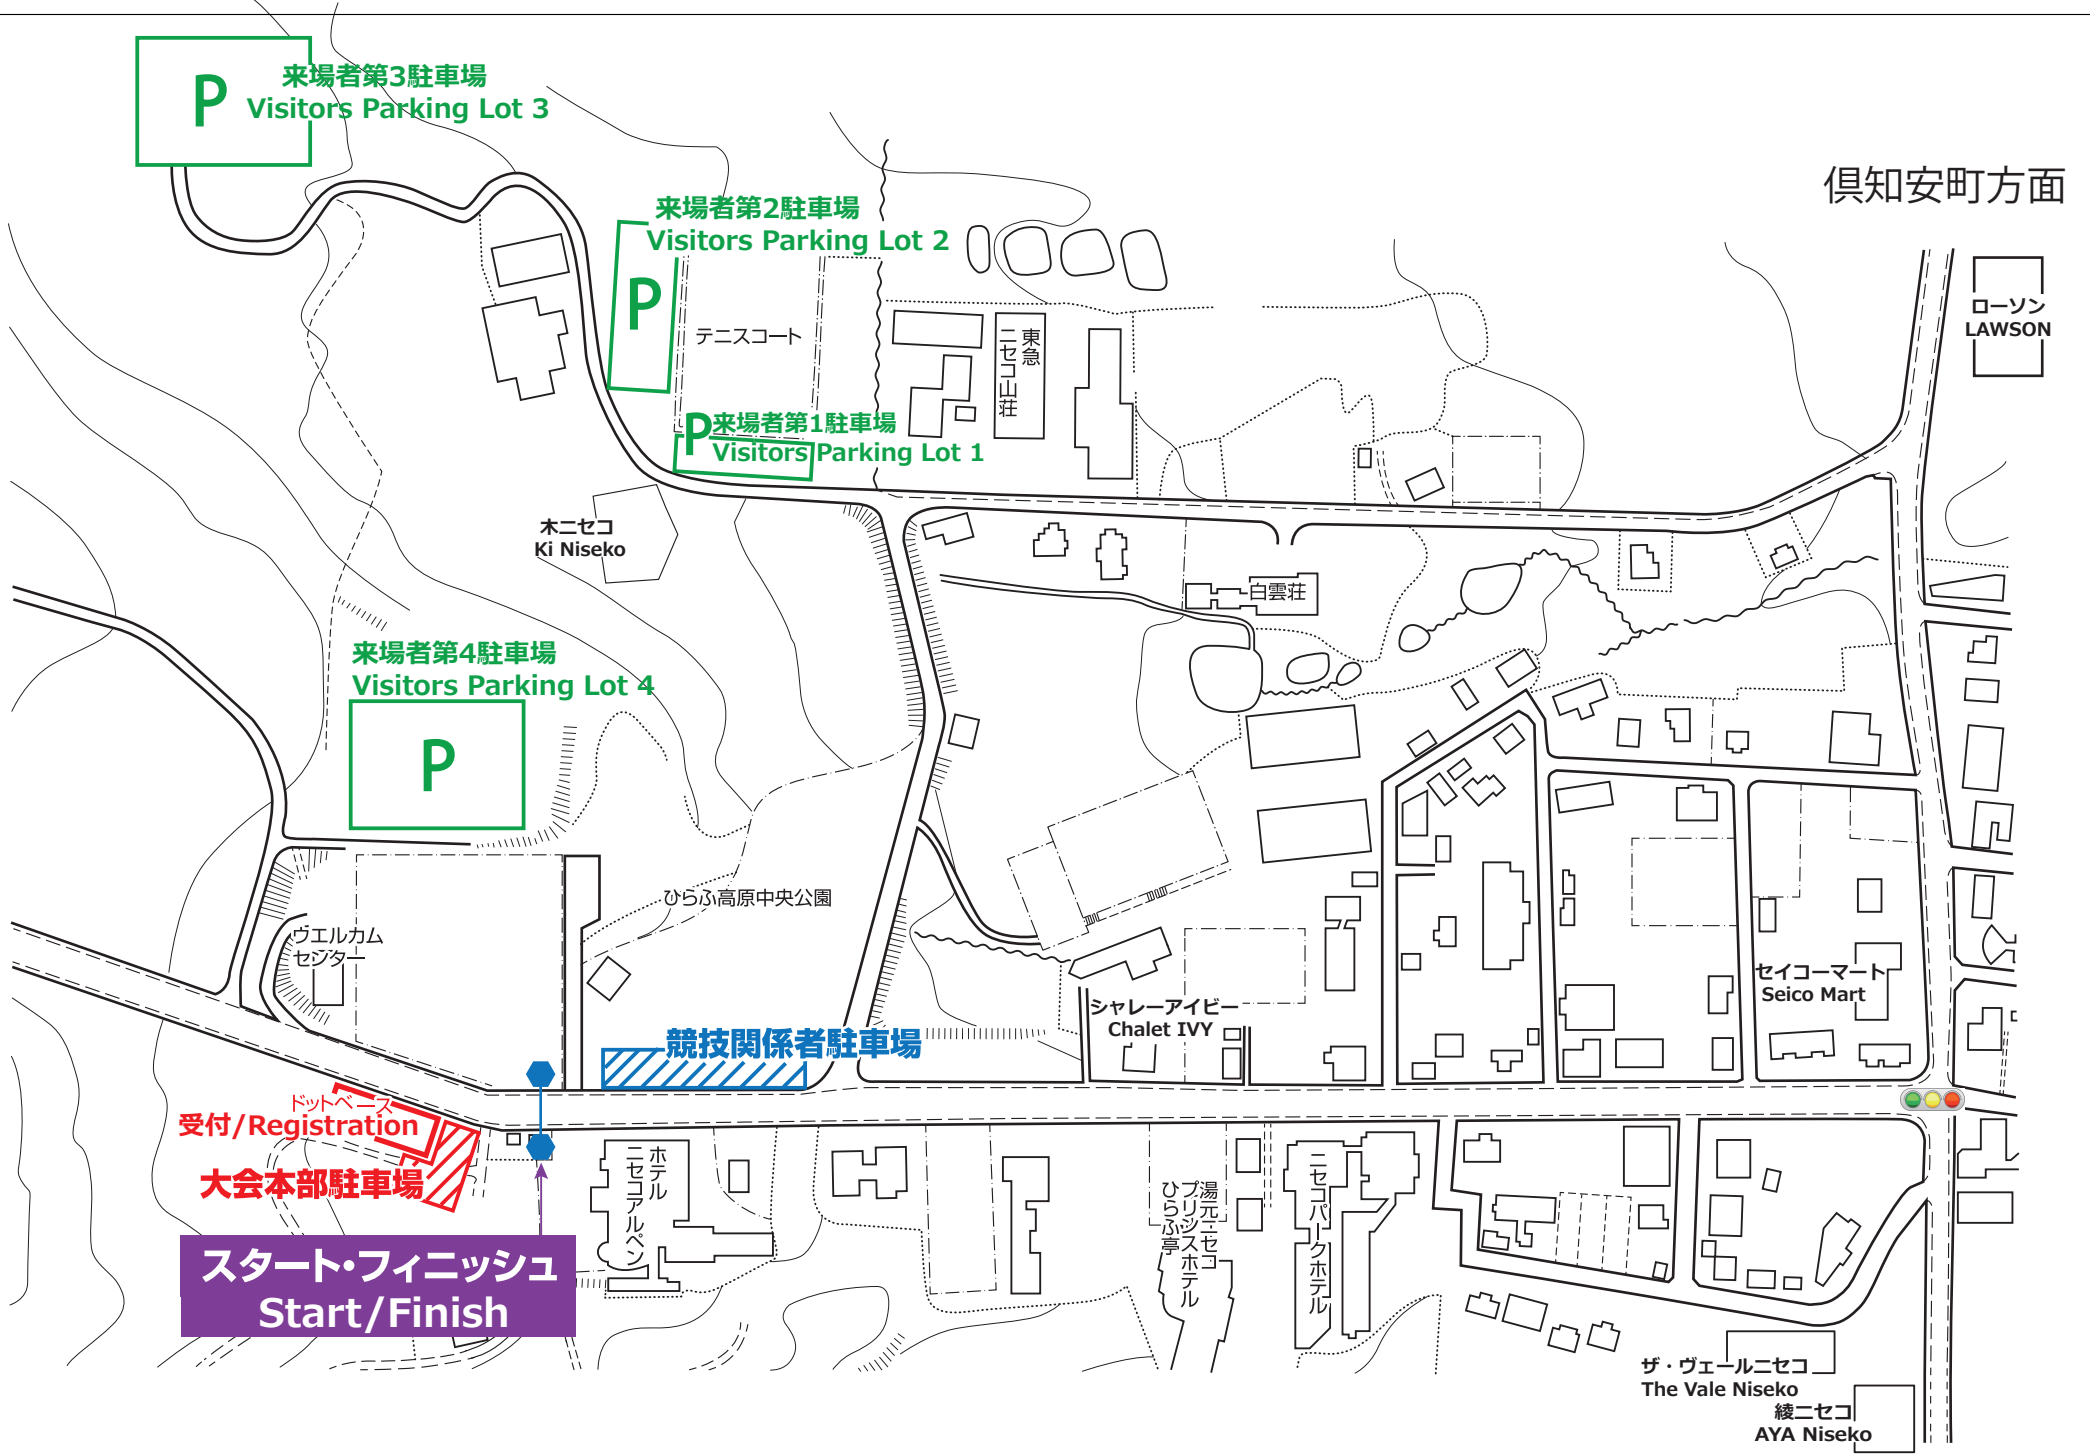 来場者第3駐車場
P
Visitors Parking Lot 3
倶知安町方面
来場者第2駐車場
Visitors Parking Lot 2
P
ローソン
LAWSON
テニスコート
東急
ニセコ山荘
P
来場者第1駐車場
Visitors Parking Lot 1
木ニセコ
Ki Niseko
白雲荘
来場者第4駐車場
Visitors Parking Lot 4
P
ひらふ高原中央公園
ウエルカム
センター
セイコーマート
Seico Mart
シャレーアイビー
Chalet IVY
競技関係者駐車場
ドットベース
受付/Registration
大会本部駐車場
ホテル
ニセコアルペン
湯元ニセコ
プリンスホテル
ひらふ亭
ニセコパークホテル
スタート・フィニッシュ
Start/Finish
ザ・ヴェールニセコ
The Vale Niseko
綾ニセコ
AYA Niseko